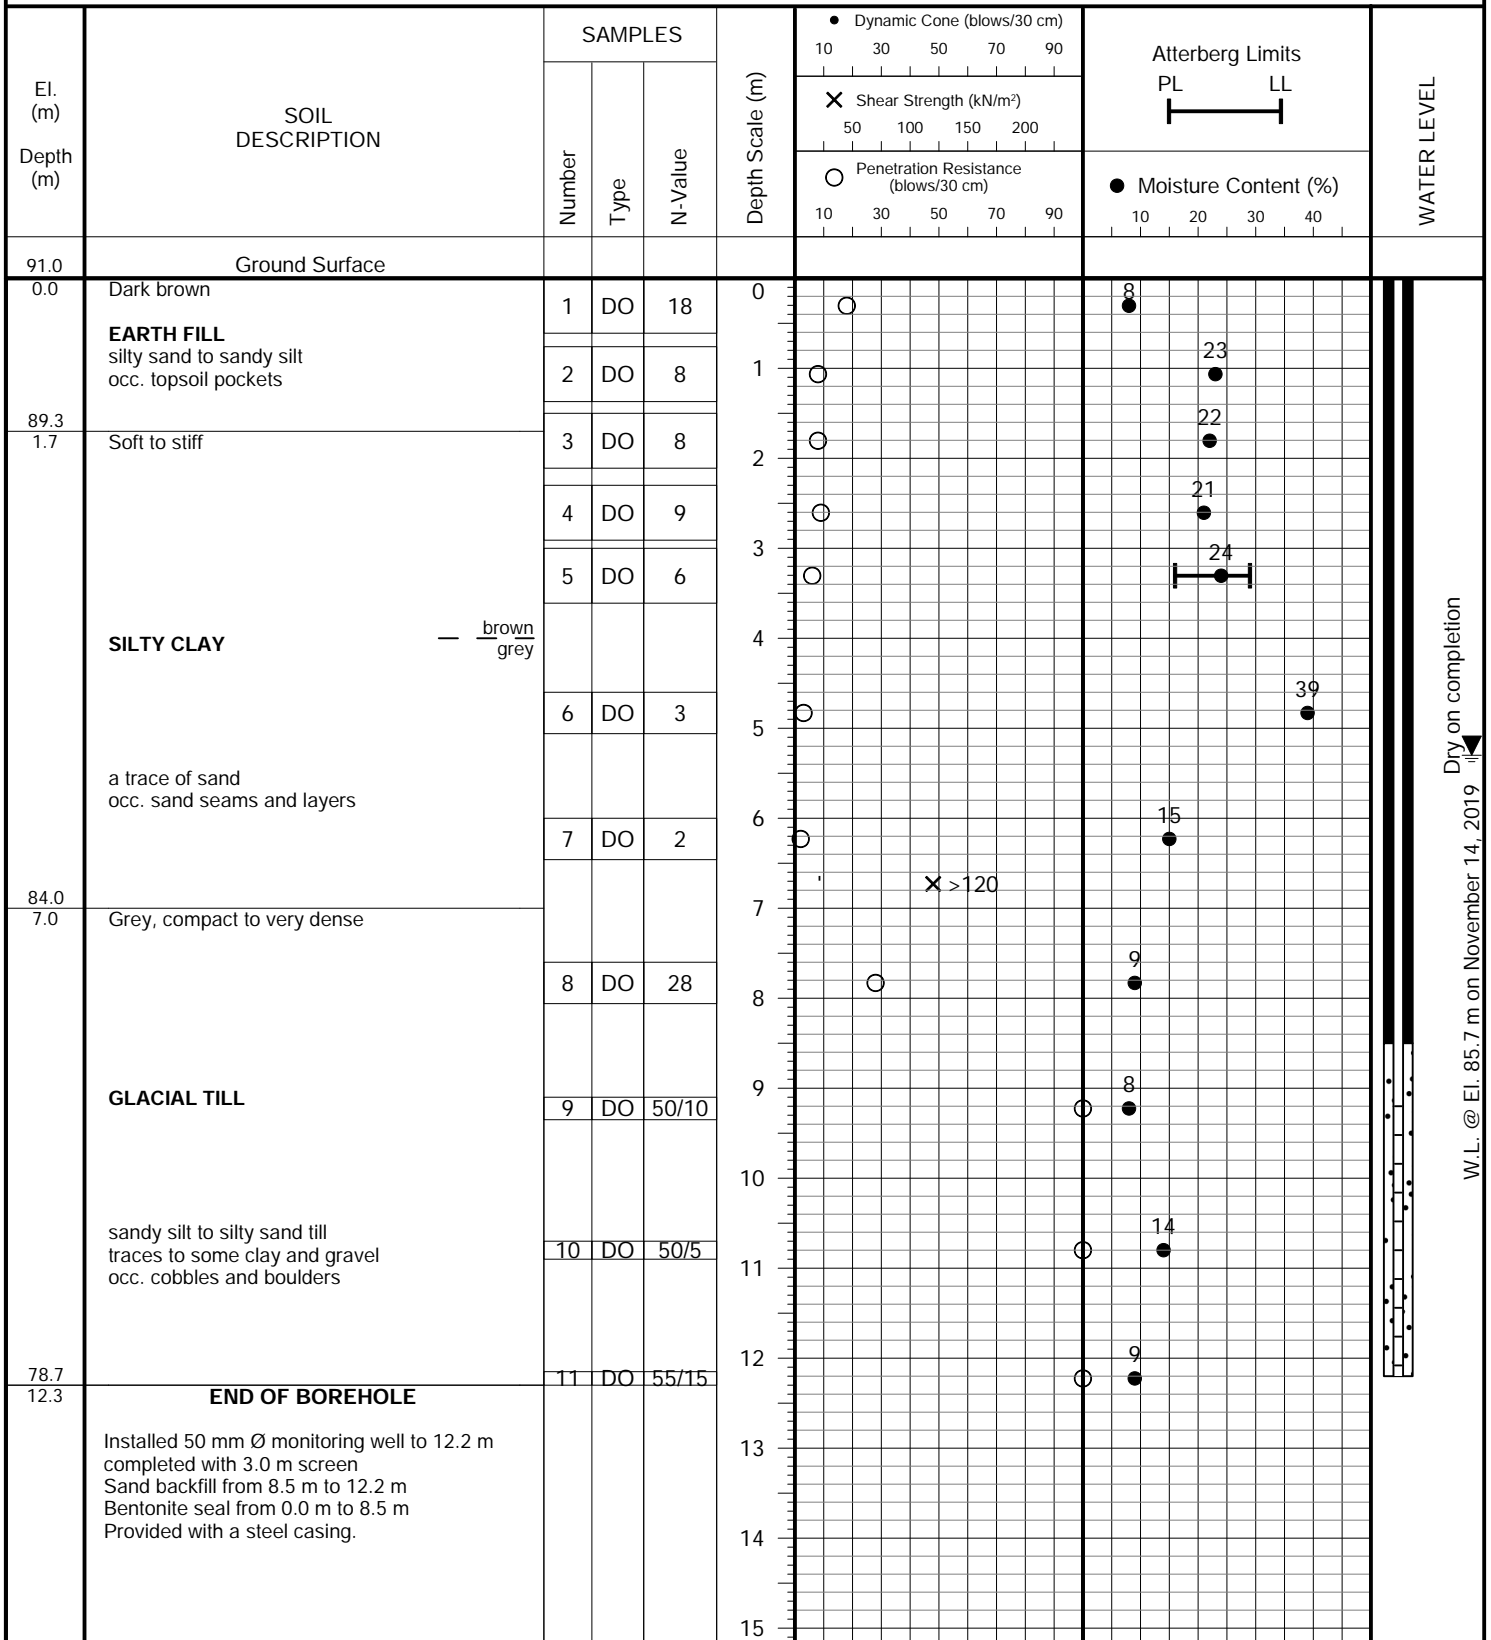 El.
(m)
Depth
(m)
SOIL
DESCRIPTION
SAMPLES
Number
Type
N-Value
Depth Scale (m)
Dynamic Cone (blows/30 cm)
10 30 50 70 90
Shear Strength (kN/m²)
50 100 150 200
Penetration Resistance
(blows/30 cm)
10 30 50 70 90
Atterberg Limits
PL LL
Moisture Content (%)
10 20 30 40
WATER LEVEL
91.0 Ground Surface
0.0 Dark brown
EARTH FILL
silty sand to sandy silt
occ. topsoil pockets
89.3
1.7 Soft to stiff
SILTY CLAY
brown
grey
a trace of sand
occ. sand seams and layers
84.0
7.0 Grey, compact to very dense
GLACIAL TILL
sandy silt to silty sand till
traces to some clay and gravel
occ. cobbles and boulders
78.7
12.3 END OF BOREHOLE
Installed 50 mm Ø monitoring well to 12.2 m
completed with 3.0 m screen
Sand backfill from 8.5 m to 12.2 m
Bentonite seal from 0.0 m to 8.5 m
Provided with a steel casing.
1 DO 18
2 DO 8
3 DO 8
4 DO 9
5 DO 6
6 DO 3
7 DO 2
8 DO 28
9 DO 50/10
10 DO 50/5
11 DO 55/15
0
1
2
3
4
5
6
7
8
9
10
11
12
13
14
15
>120
8
23
22
21
24
39
15
9
8
14
9
Dry on completion
W.L. @ El. 85.7 m on November 14, 2019